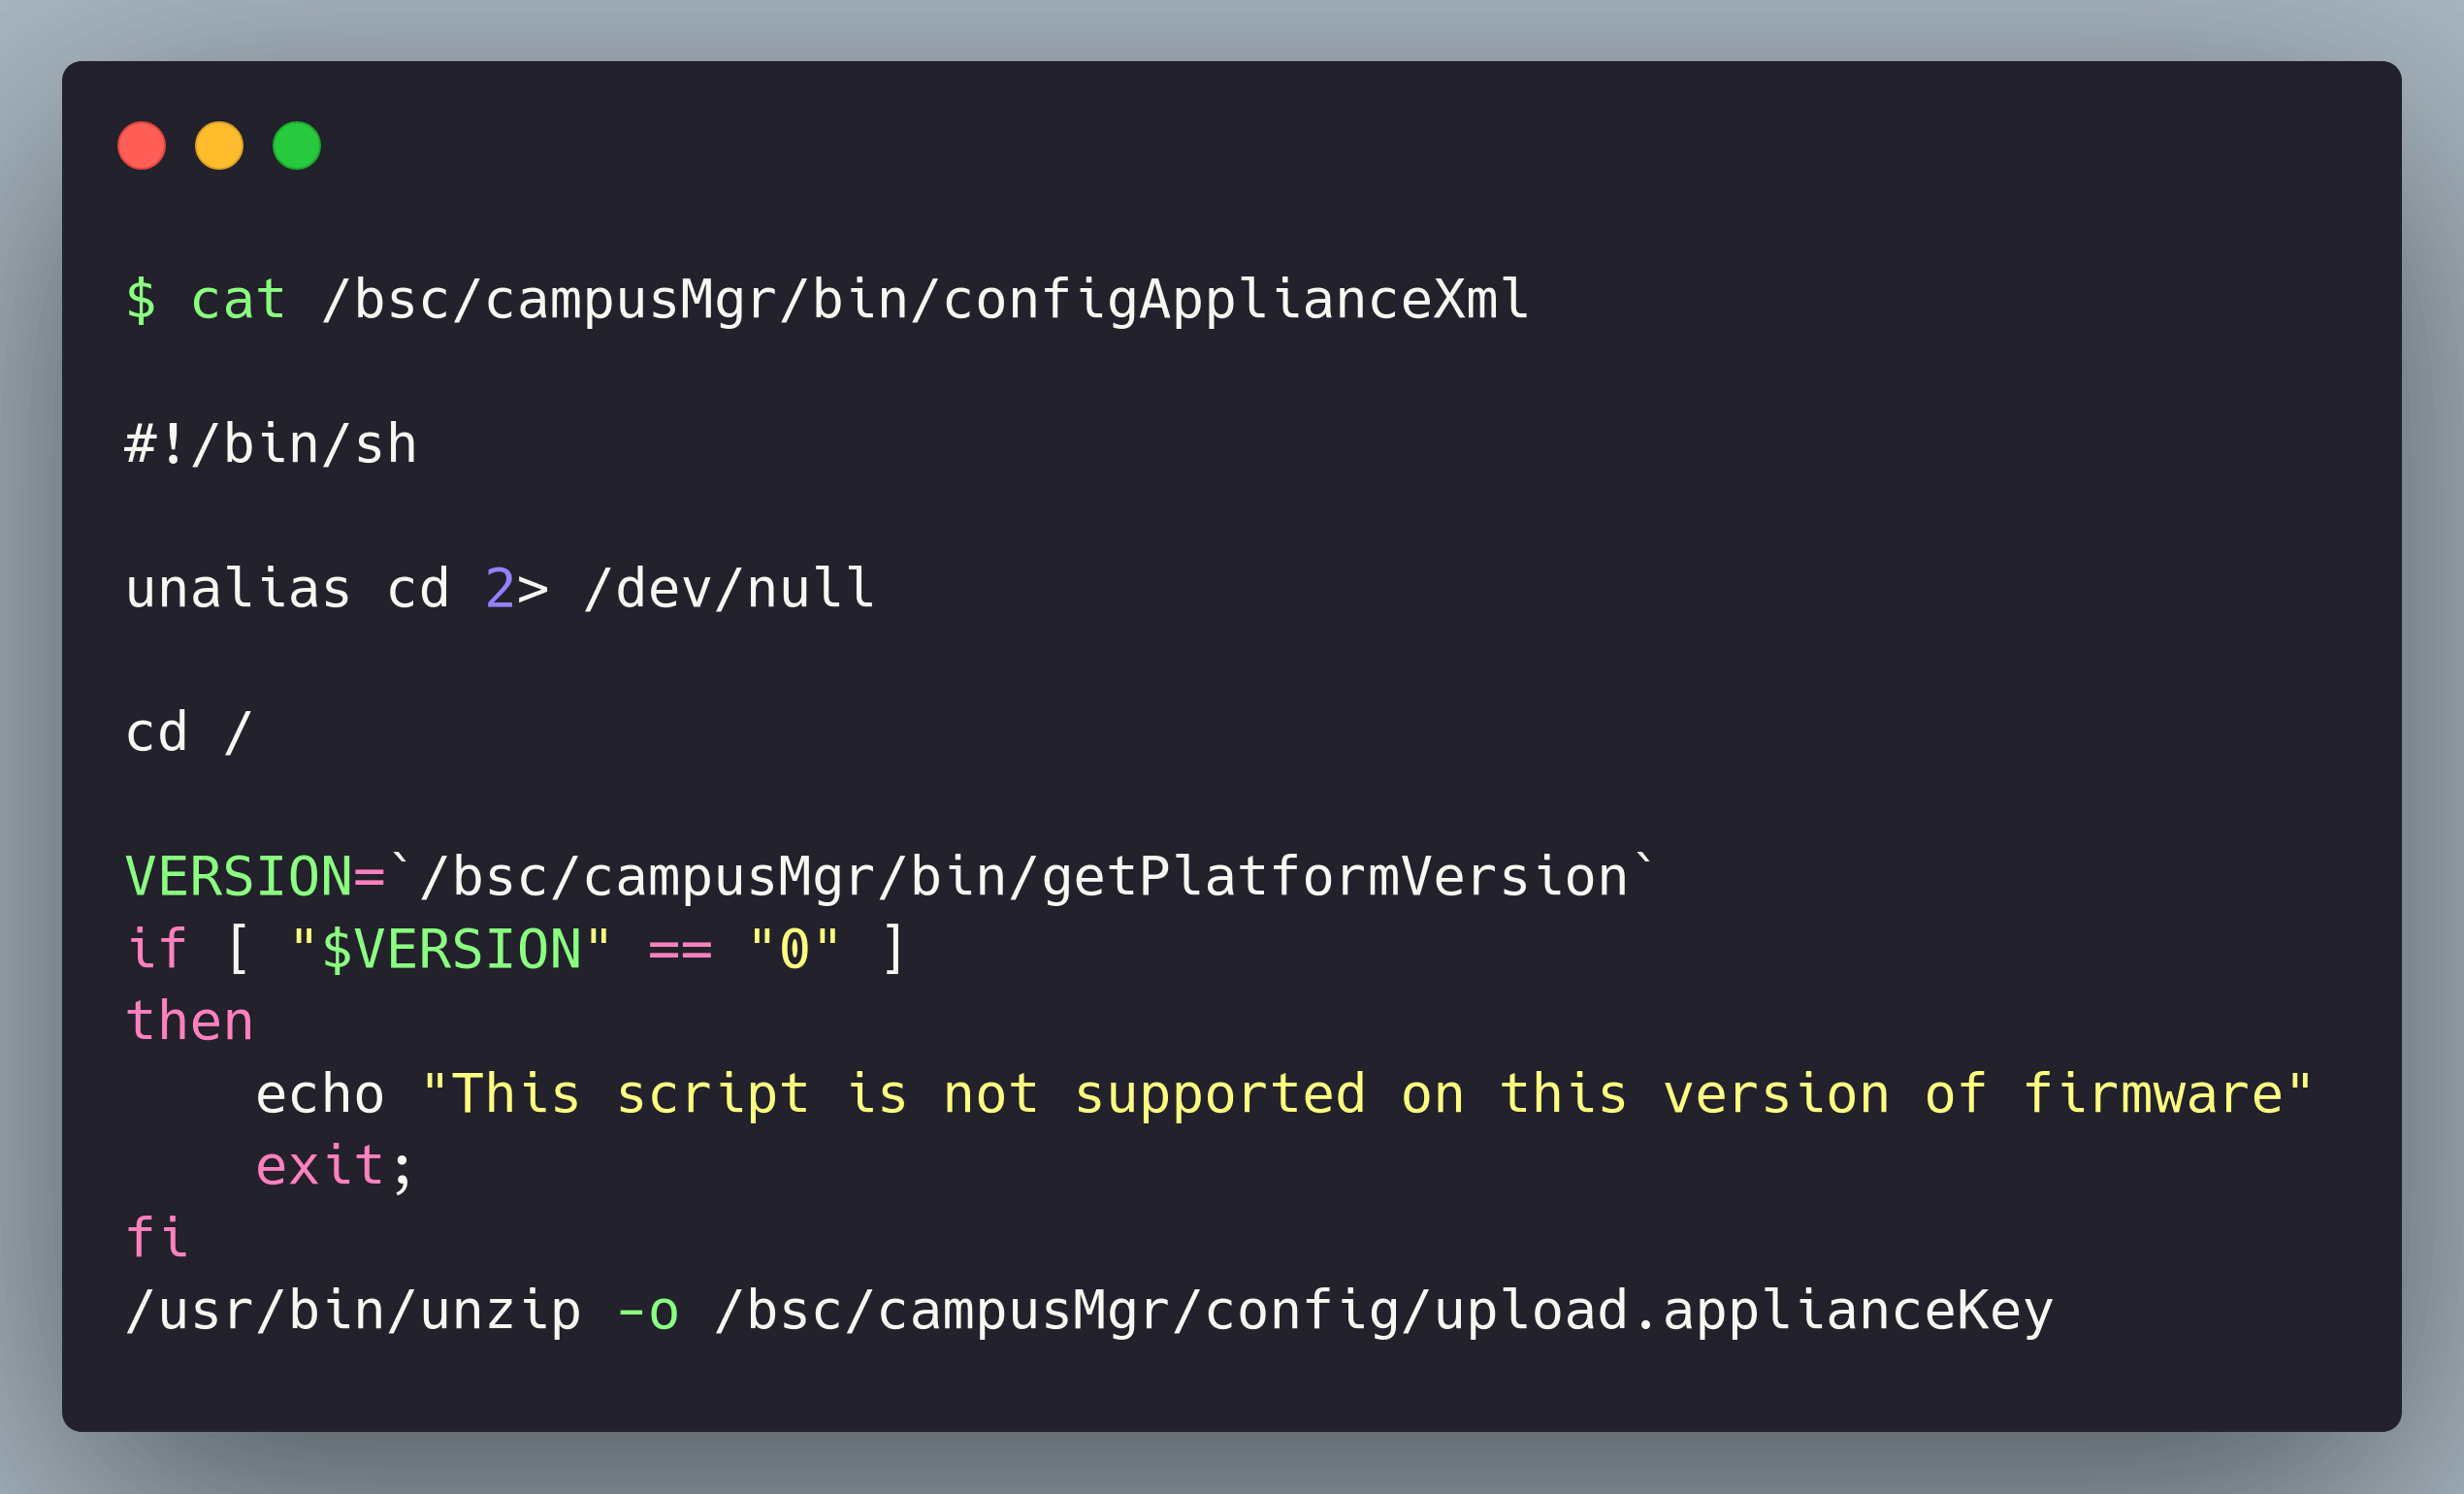 $ cat /bsc/campusMgr/bin/configApplianceXml
#!/bin/sh
unalias cd 2> /dev/null
cd /
VERSION=`/bsc/campusMgr/bin/getPlatformVersion`
if [ "$VERSION" == "0" ]
then
    echo "This script is not supported on this version of firmware"
    exit;
fi
/usr/bin/unzip -o /bsc/campusMgr/config/upload.applianceKey